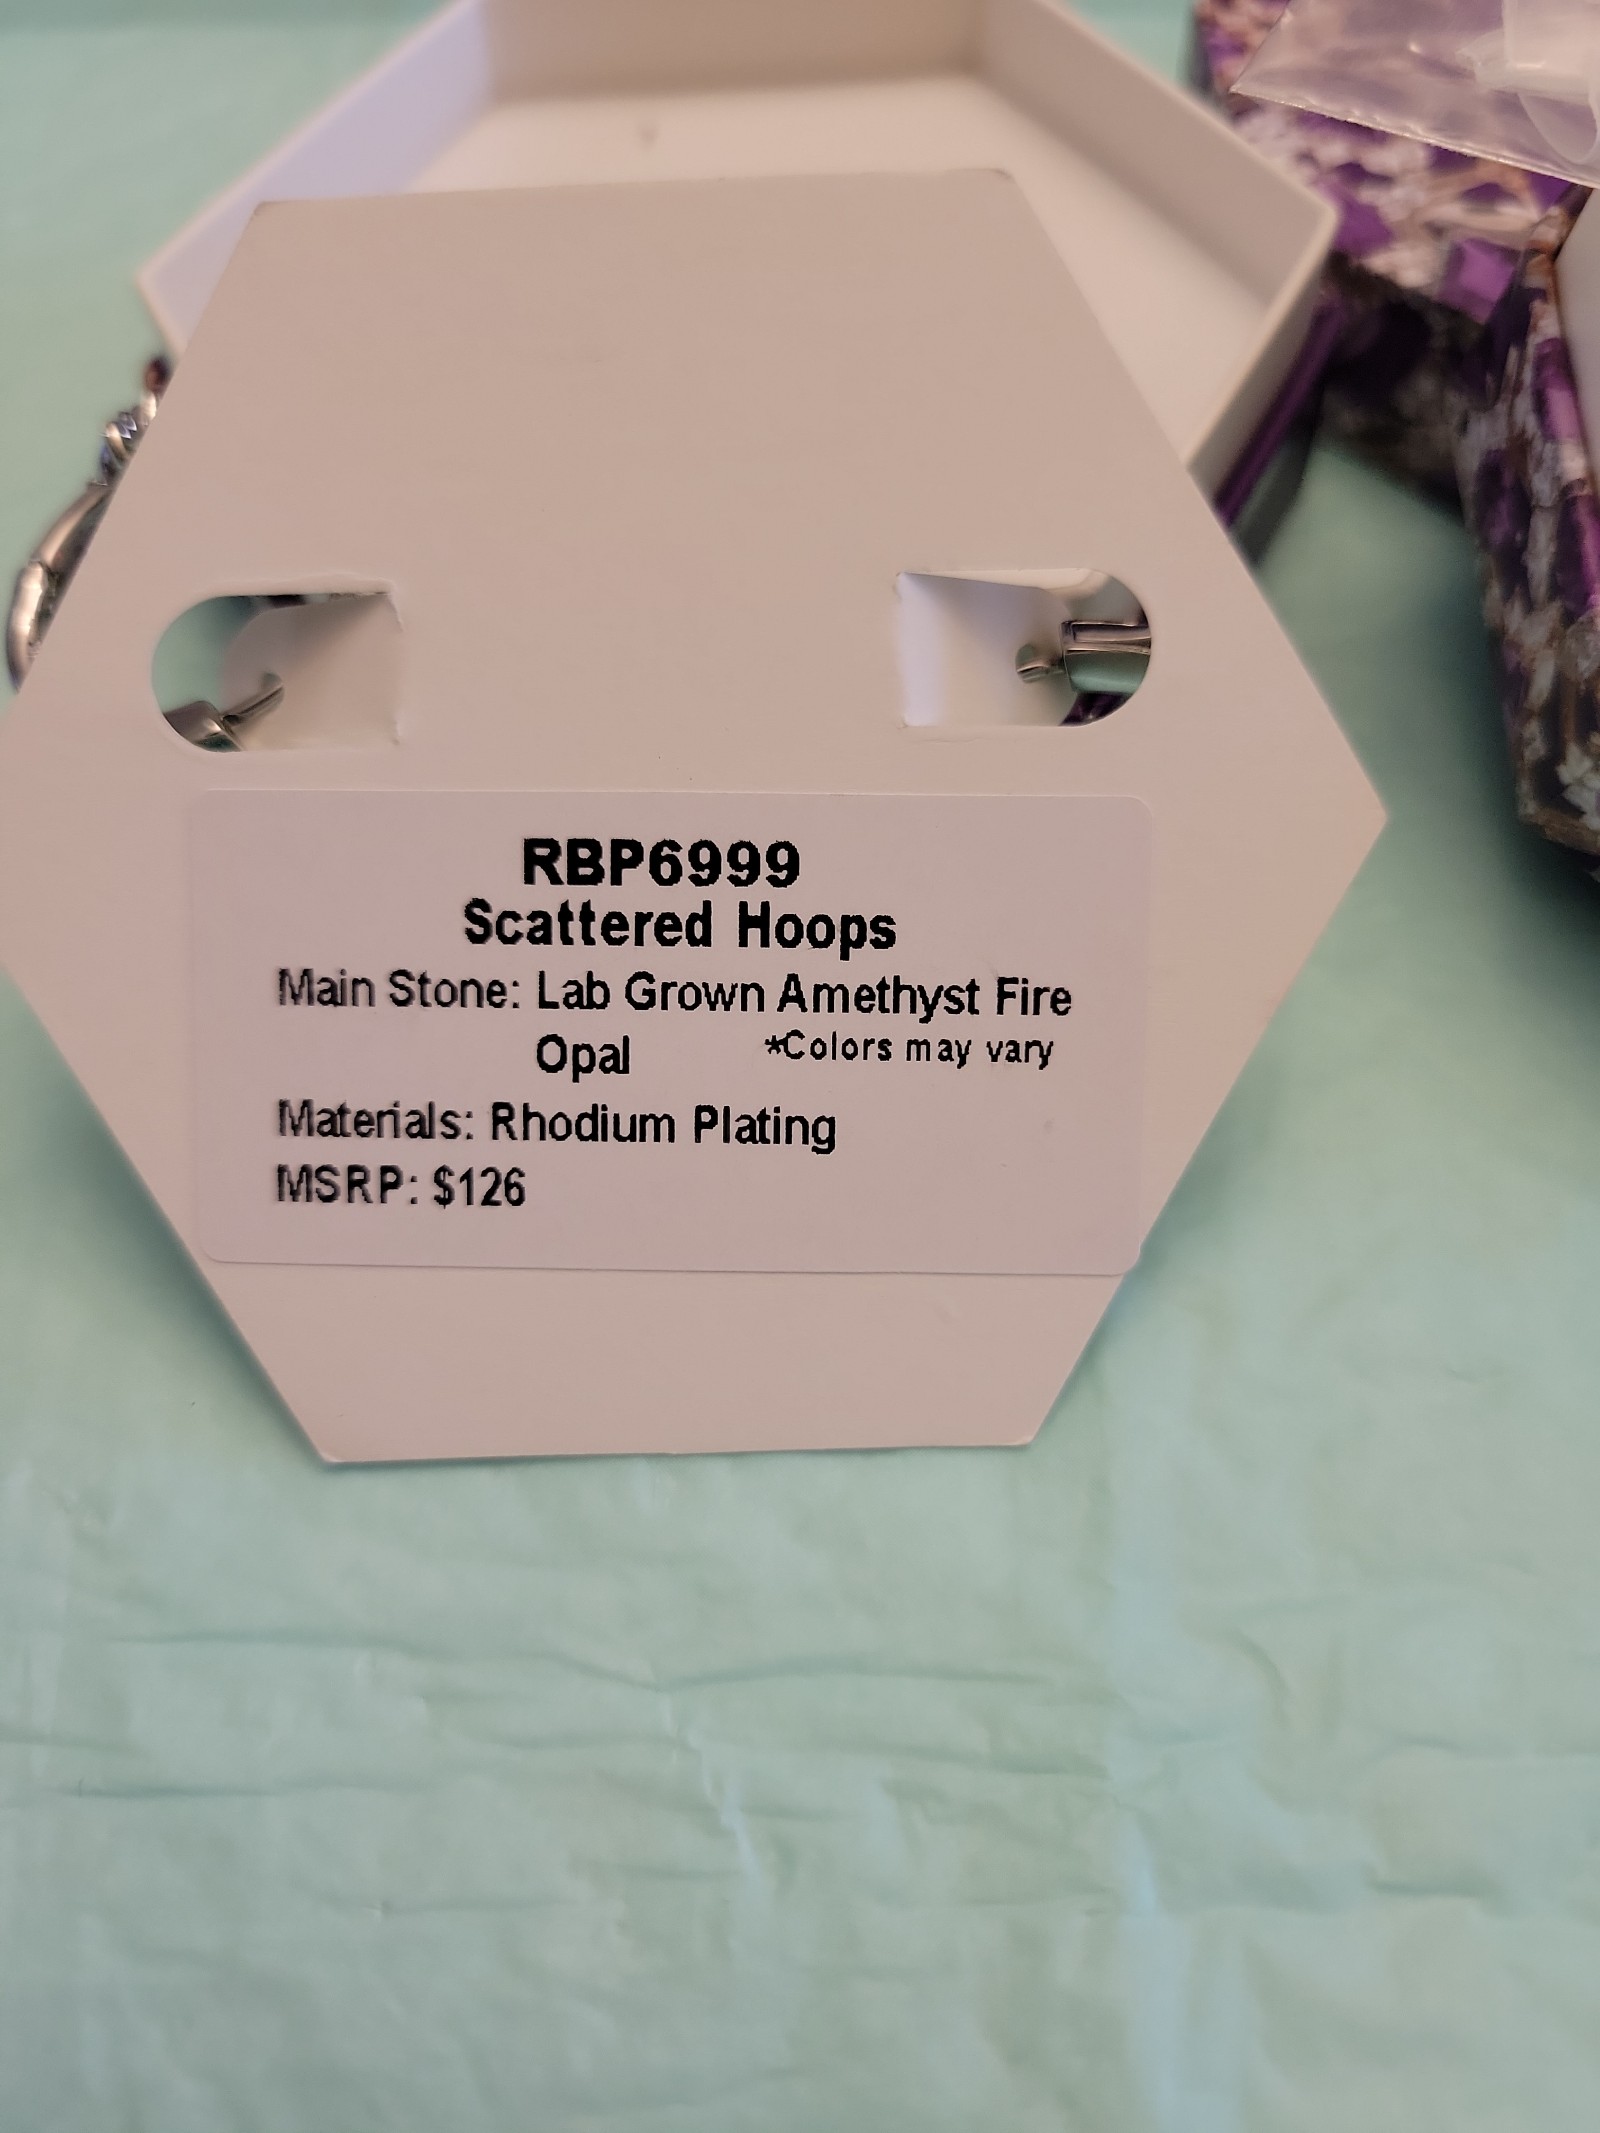 RBP6999
Scattered Hoops
Main Stone: Lab Grown Amethyst Fire
Opal *Colors may vary
Materials: Rhodium Plating
MSRP: $126